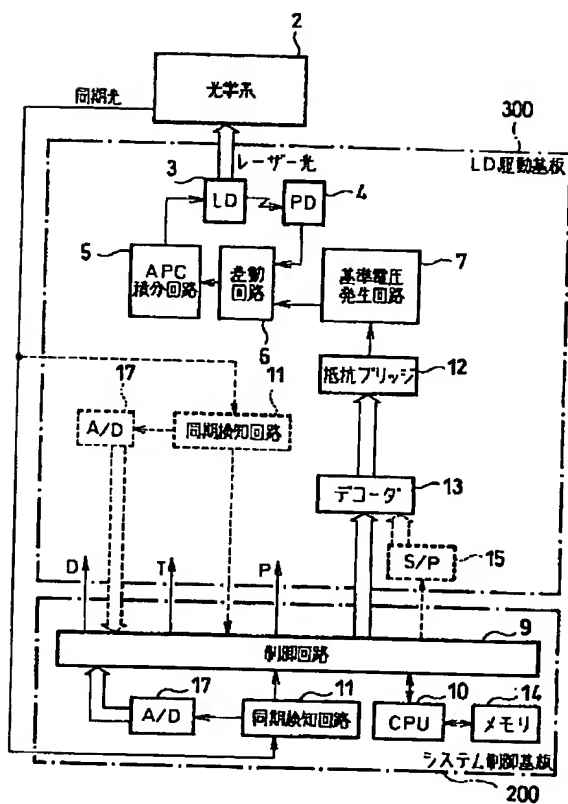 2
光学系
同期光
300
LD駆動基板
レーザー光
3
LD
PD
4
5
APC
積分回路
差動
回路
6
基準電圧
発生回路
7
抵抗ブリッジ
12
17
A/D
11
同期検知回路
デコーダ
13
S/P
15
D
T
P
9
制御回路
17
A/D
11
同期検知回路
10
CPU
14
メモリ
システム制御基板
200